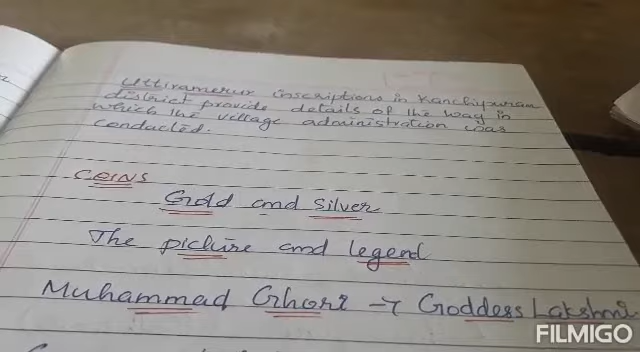 Uttiramerur inscriptions in Kanchipuram
district provide details of the way in
which the village administration was
conducted.
COINS
Gold and Silver
The picture and legend
Muhammad Ghori → Goddess Lakshmi
FILMIGO